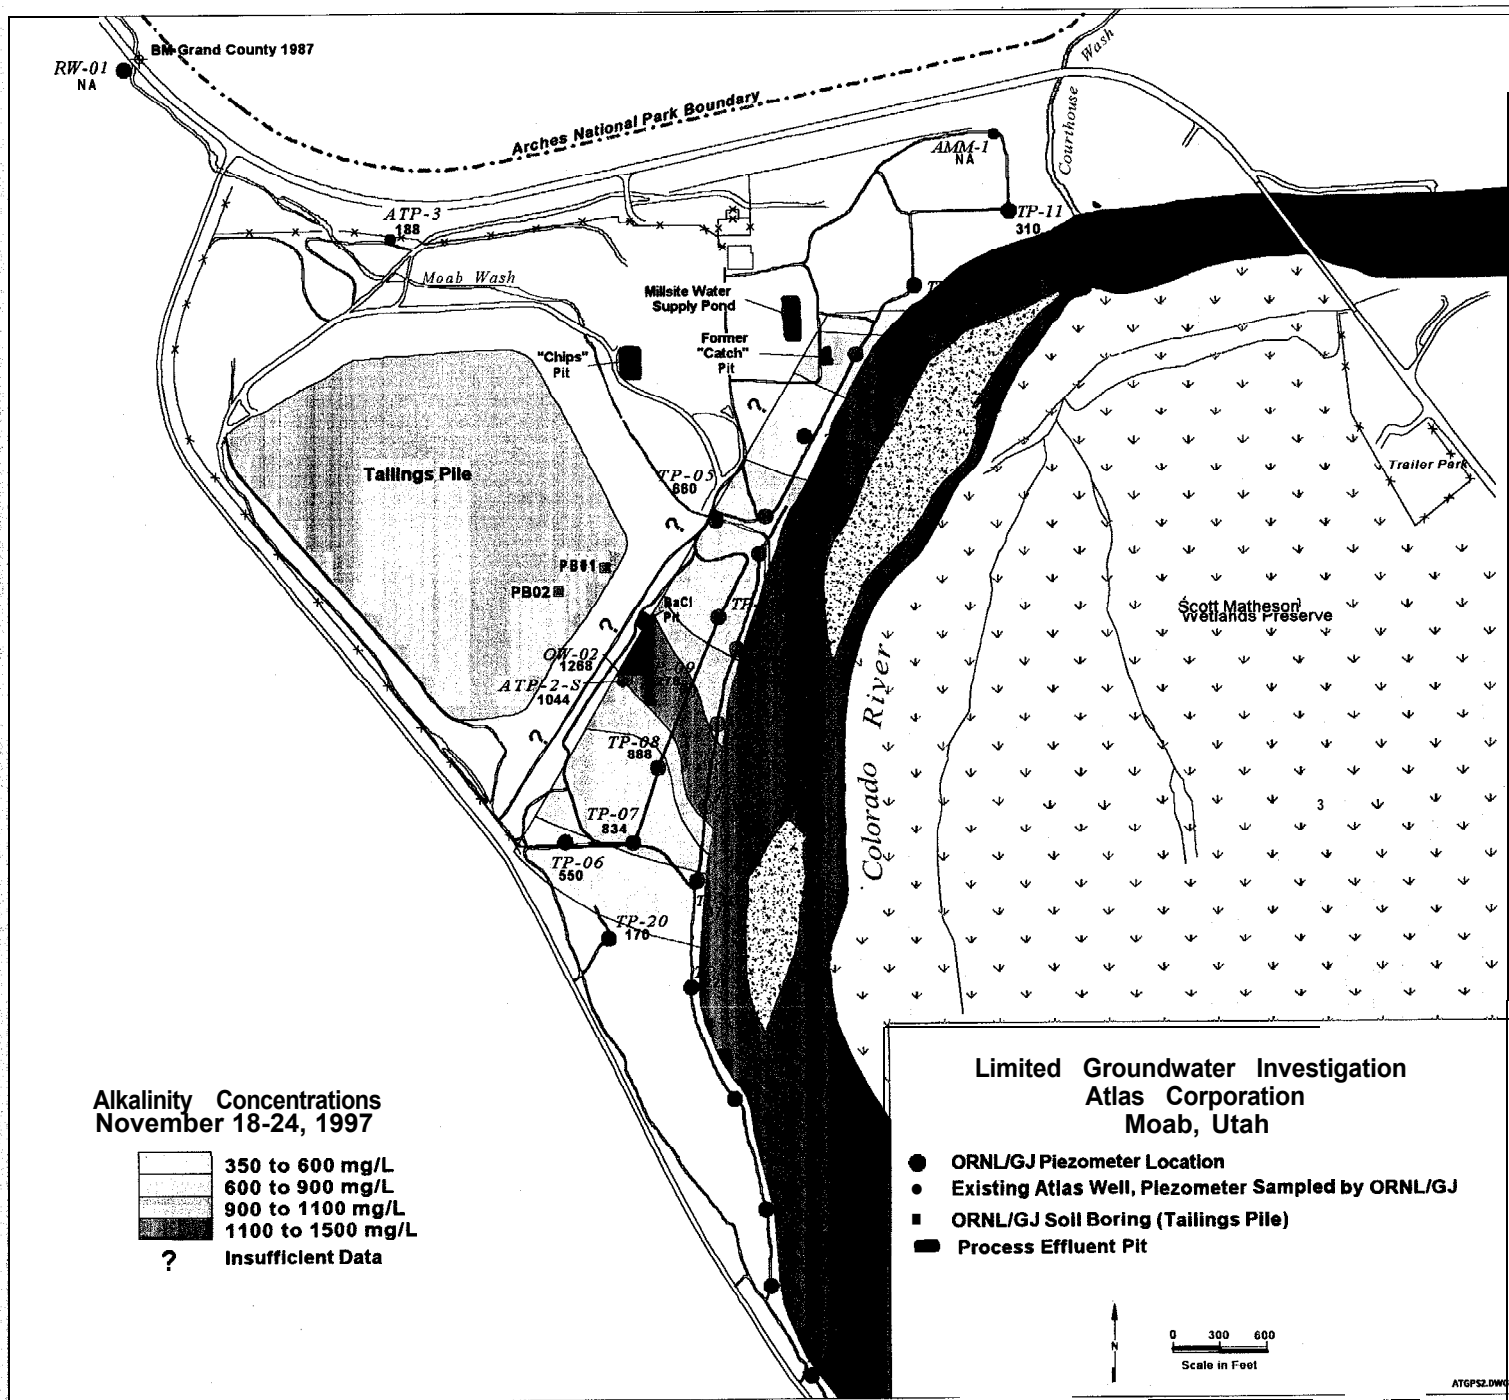 BM-Grand County 1987
RW-01
NA
Arches National Park Boundary
Wash
Courthouse
AMM-1
NA
TP-11
310
ATP-3
188
Moab Wash
Millsite Water
Supply Pond
Former
"Catch"
Pit
"Chips"
Pit
?
Tailings Pile
TP-05
660
?
Trailer Park
PB01
PB02
BaCl
Pit
?
Scott Matheson
Wetlands Preserve
OW-02
1268
ATP-2-S
1044
?
TP-08
888
Colorado River
3
TP-07
834
TP-06
550
TP-20
170
Alkalinity Concentrations
November 18-24, 1997
350 to 600 mg/L
600 to 900 mg/L
900 to 1100 mg/L
1100 to 1500 mg/L
? Insufficient Data
Limited Groundwater Investigation
Atlas Corporation
Moab, Utah
ORNL/GJ Piezometer Location
Existing Atlas Well, Piezometer Sampled by ORNL/GJ
ORNL/GJ Soil Boring (Tailings Pile)
Process Effluent Pit
N
0 300 600
Scale in Feet
ATGPS2.DWG